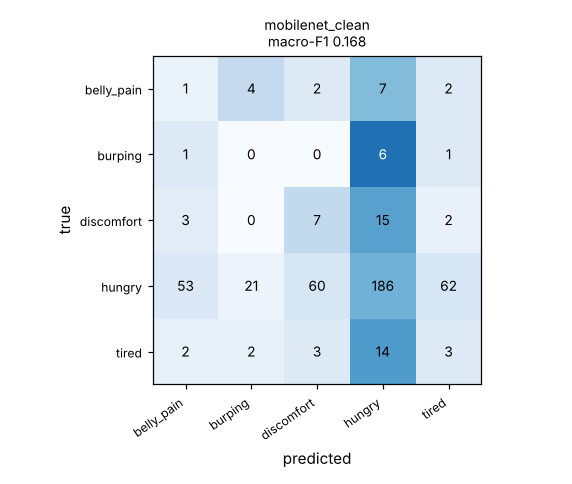 mobilenet_clean
macro-F1 0.168
belly_pain 1 4 2 7 2
burping 1 0 0 6 1
discomfort 3 0 7 15 2
hungry 53 21 60 186 62
tired 2 2 3 14 3
true
belly_pain burping discomfort hungry tired
predicted